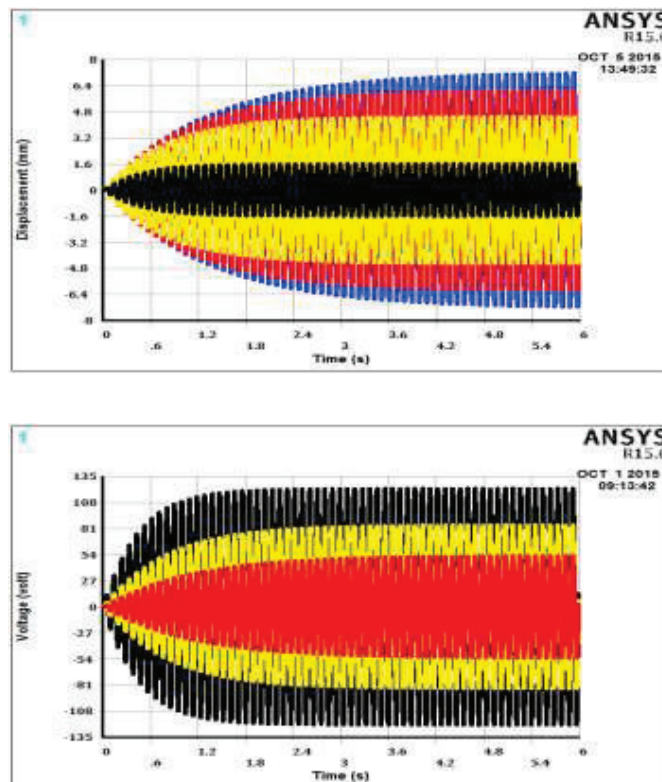 1
ANSYS
R15.0
OCT 5 2015
13:49:32
8
6.4
4.8
3.2
1.6
0
-1.6
-3.2
-4.8
-6.4
-8
Displacement (mm)
0 1.2 2.4 3.6 4.8 6
.6 1.8 3 4.2 5.4
Time (s)
1
ANSYS
R15.0
OCT 1 2015
09:13:42
135
108
81
54
27
0
-27
-54
-81
-108
-135
Voltage (volt)
0 1.2 2.4 3.6 4.8 6
.6 1.8 3 4.2 5.4
Time (s)